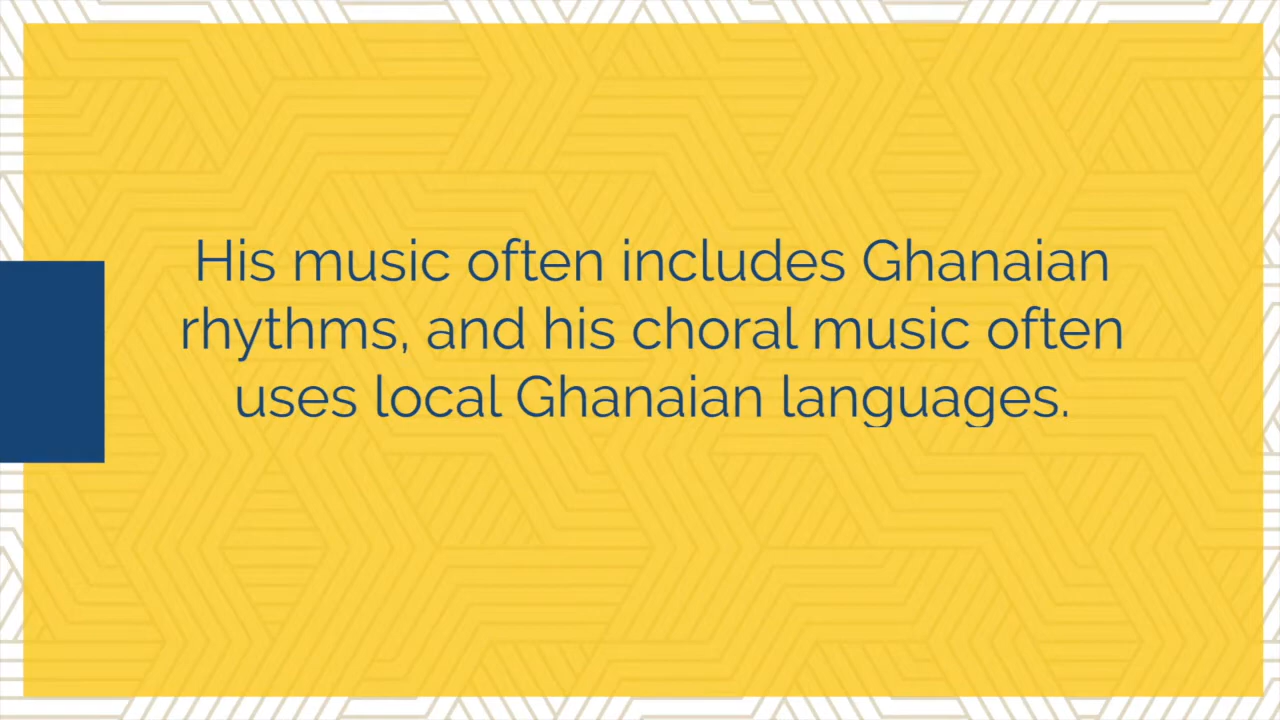 His music often includes Ghanaian
rhythms, and his choral music often
uses local Ghanaian languages.